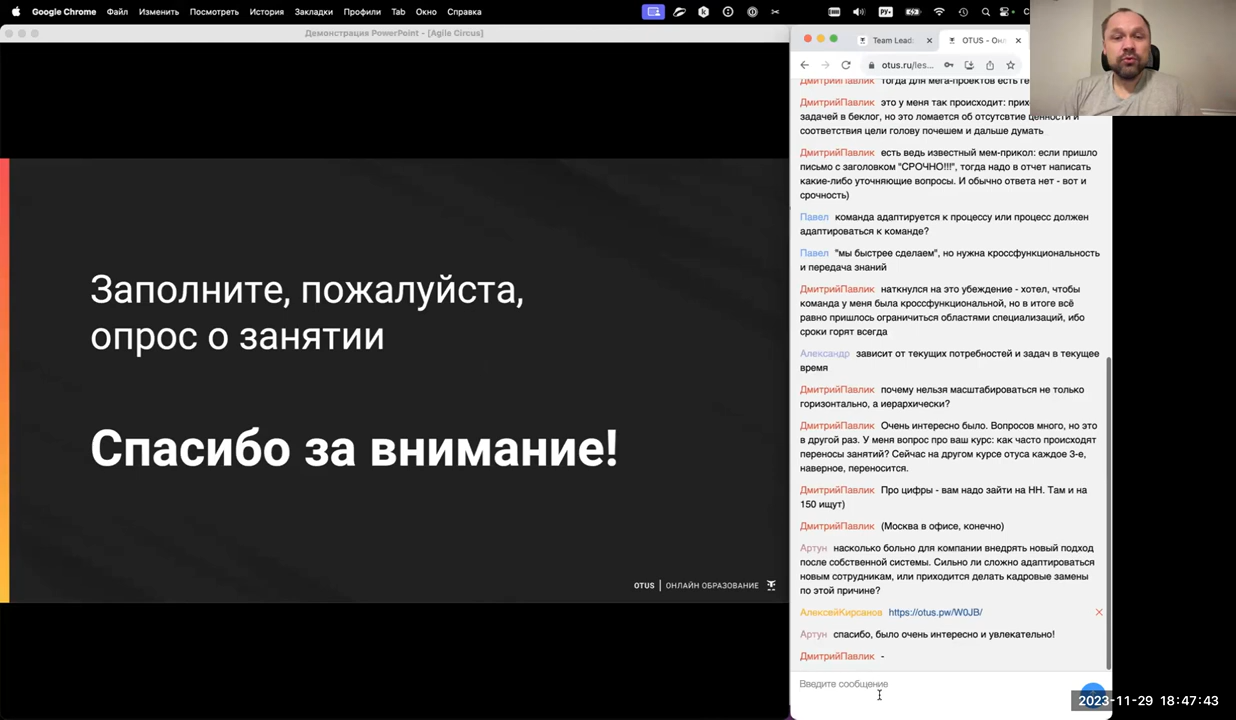 Google Chrome Файл Изменить Посмотреть История Закладки Профили Tab Окно Справка
РУ
Демонстрация PowerPoint - [Agile Circus]
Team Lead
OTUS - Онл
otus.ru/les...
Заполните, пожалуйста,
опрос о занятии
Спасибо за внимание!
OTUS | ОНЛАЙН ОБРАЗОВАНИЕ
ДмитрийПавлик тогда для мега-проектов есть
ДмитрийПавлик это у меня так происходит:
задачей в беклог, но это ломается об отсутсвтие ценности и
соответствия цели голову почешем и дальше думать
ДмитрийПавлик есть ведь известный мем-прикол: если пришло
письмо с заголовком "СРОЧНО!!!", тогда надо в отчет написать
какие-либо уточняющие вопросы. И обычно ответа нет - вот и
срочность)
Павел команда адаптируется к процессу или процесс должен
адаптироваться к команде?
Павел "мы быстрее сделаем", но нужна кроссфункциональность
и передача знаний
ДмитрийПавлик наткнулся на это убеждение - хотел, чтобы
команда у меня была кроссфункциональной, но в итоге всё
равно пришлось ограничиться областями специализаций, ибо
сроки горят всегда
Александр зависит от текущих потребностей и задач в текущее
время
ДмитрийПавлик почему нельзя масштабироваться не только
горизонтально, а иерархически?
ДмитрийПавлик Очень интересно было. Вопросов много, но это
в другой раз. У меня вопрос про ваш курс: как часто происходят
переносы занятий? Сейчас на другом курсе отуса каждое 3-е,
наверное, переносится.
ДмитрийПавлик Про цифры - вам надо зайти на НН. Там и на
150 ищут)
ДмитрийПавлик (Москва в офисе, конечно)
Артун насколько больно для компании внедрять новый подход
после собственной системы. Сильно ли сложно адаптироваться
новым сотрудникам, или приходится делать кадровые замены
по этой причине?
АлексейКирсанов https://otus.pw/W0JB/
Артун спасибо, было очень интересно и увлекательно!
ДмитрийПавлик -
Введите сообщение
2023-11-29 18:47:43